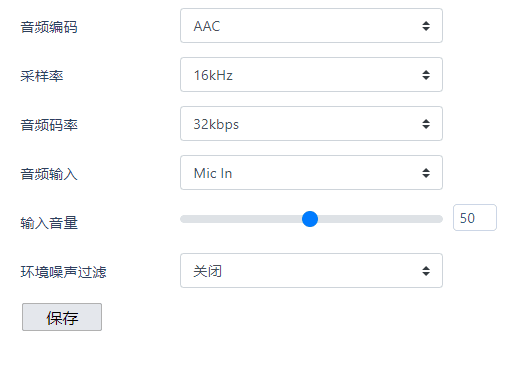 音频编码 AAC
采样率 16kHz
音频码率 32kbps
音频输入 Mic In
输入音量 50
环境噪声过滤 关闭
保存